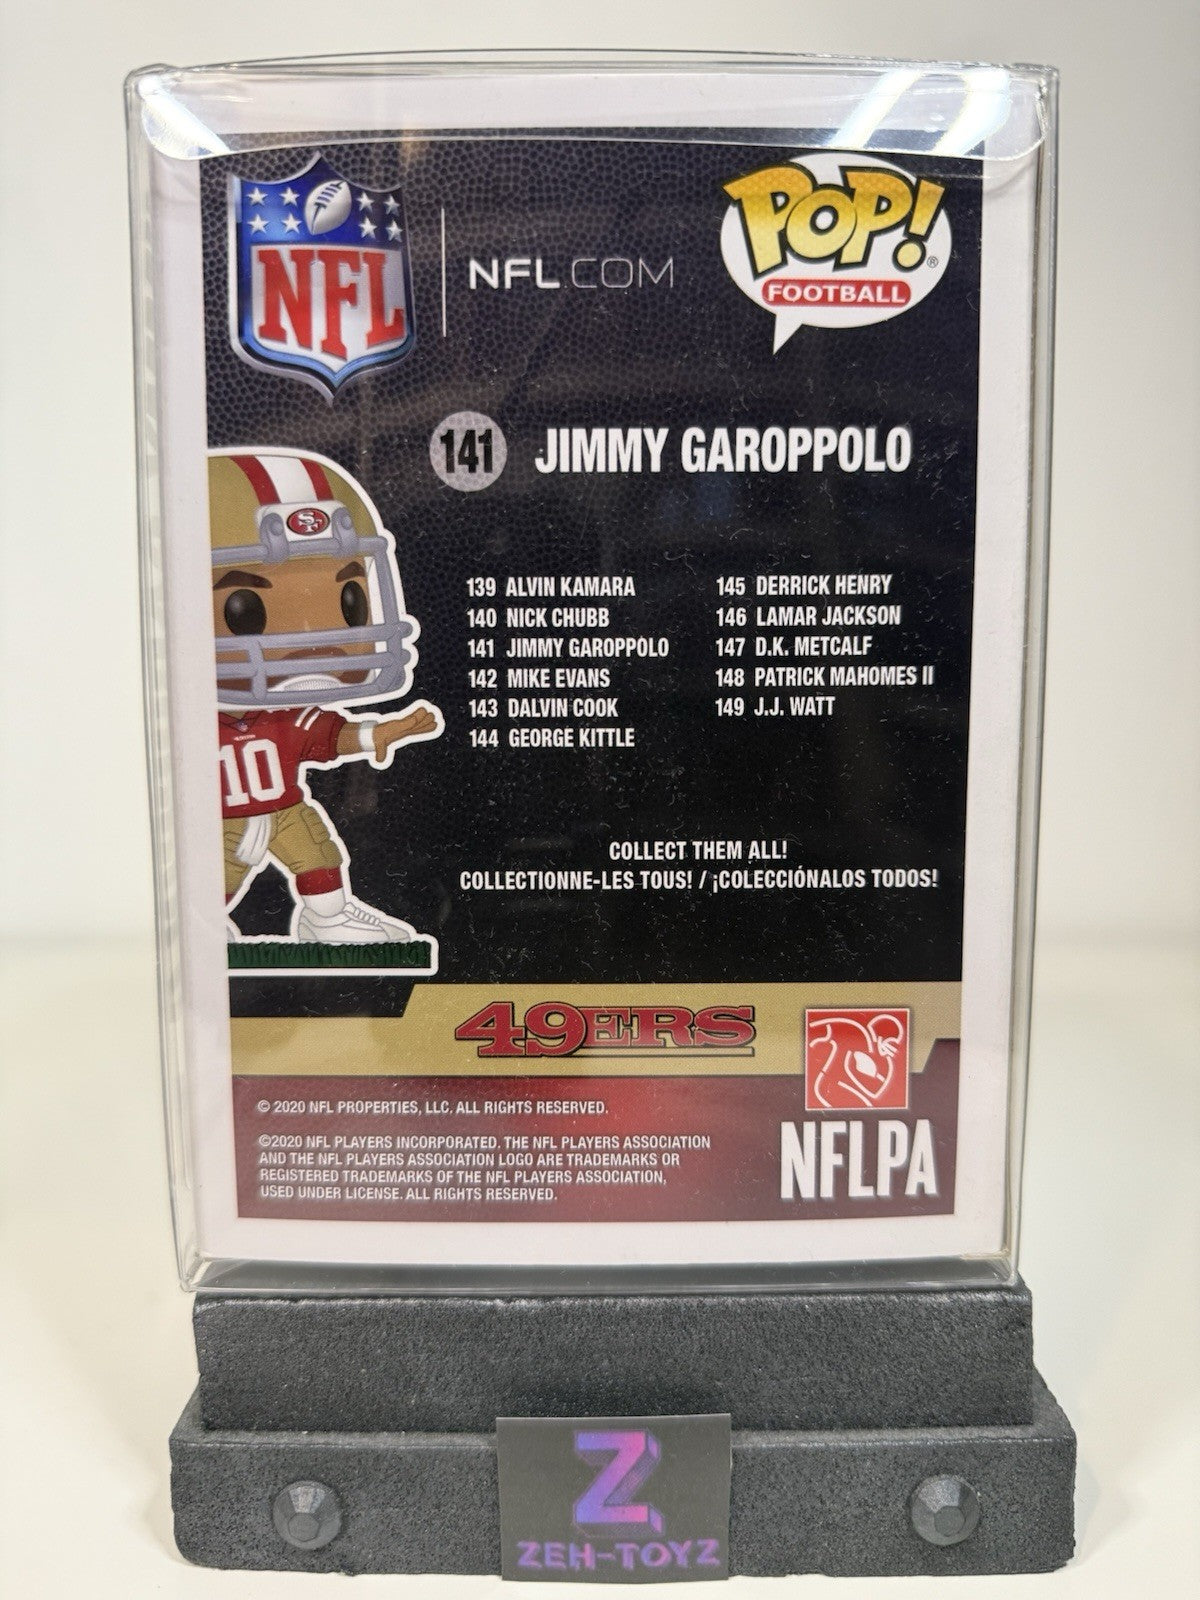 NFL
NFL.COM
POP!®
FOOTBALL
141 JIMMY GAROPPOLO
139 ALVIN KAMARA
140 NICK CHUBB
141 JIMMY GAROPPOLO
142 MIKE EVANS
143 DALVIN COOK
144 GEORGE KITTLE
145 DERRICK HENRY
146 LAMAR JACKSON
147 D.K. METCALF
148 PATRICK MAHOMES II
149 J.J. WATT
SF
49ERS
10
COLLECT THEM ALL!
COLLECTIONNE-LES TOUS! / ¡COLECCIÓNALOS TODOS!
49ERS
© 2020 NFL PROPERTIES, LLC. ALL RIGHTS RESERVED.
©2020 NFL PLAYERS INCORPORATED. THE NFL PLAYERS ASSOCIATION
AND THE NFL PLAYERS ASSOCIATION LOGO ARE TRADEMARKS OR
REGISTERED TRADEMARKS OF THE NFL PLAYERS ASSOCIATION,
USED UNDER LICENSE. ALL RIGHTS RESERVED.
NFLPA
Z
ZEH-TOYZ